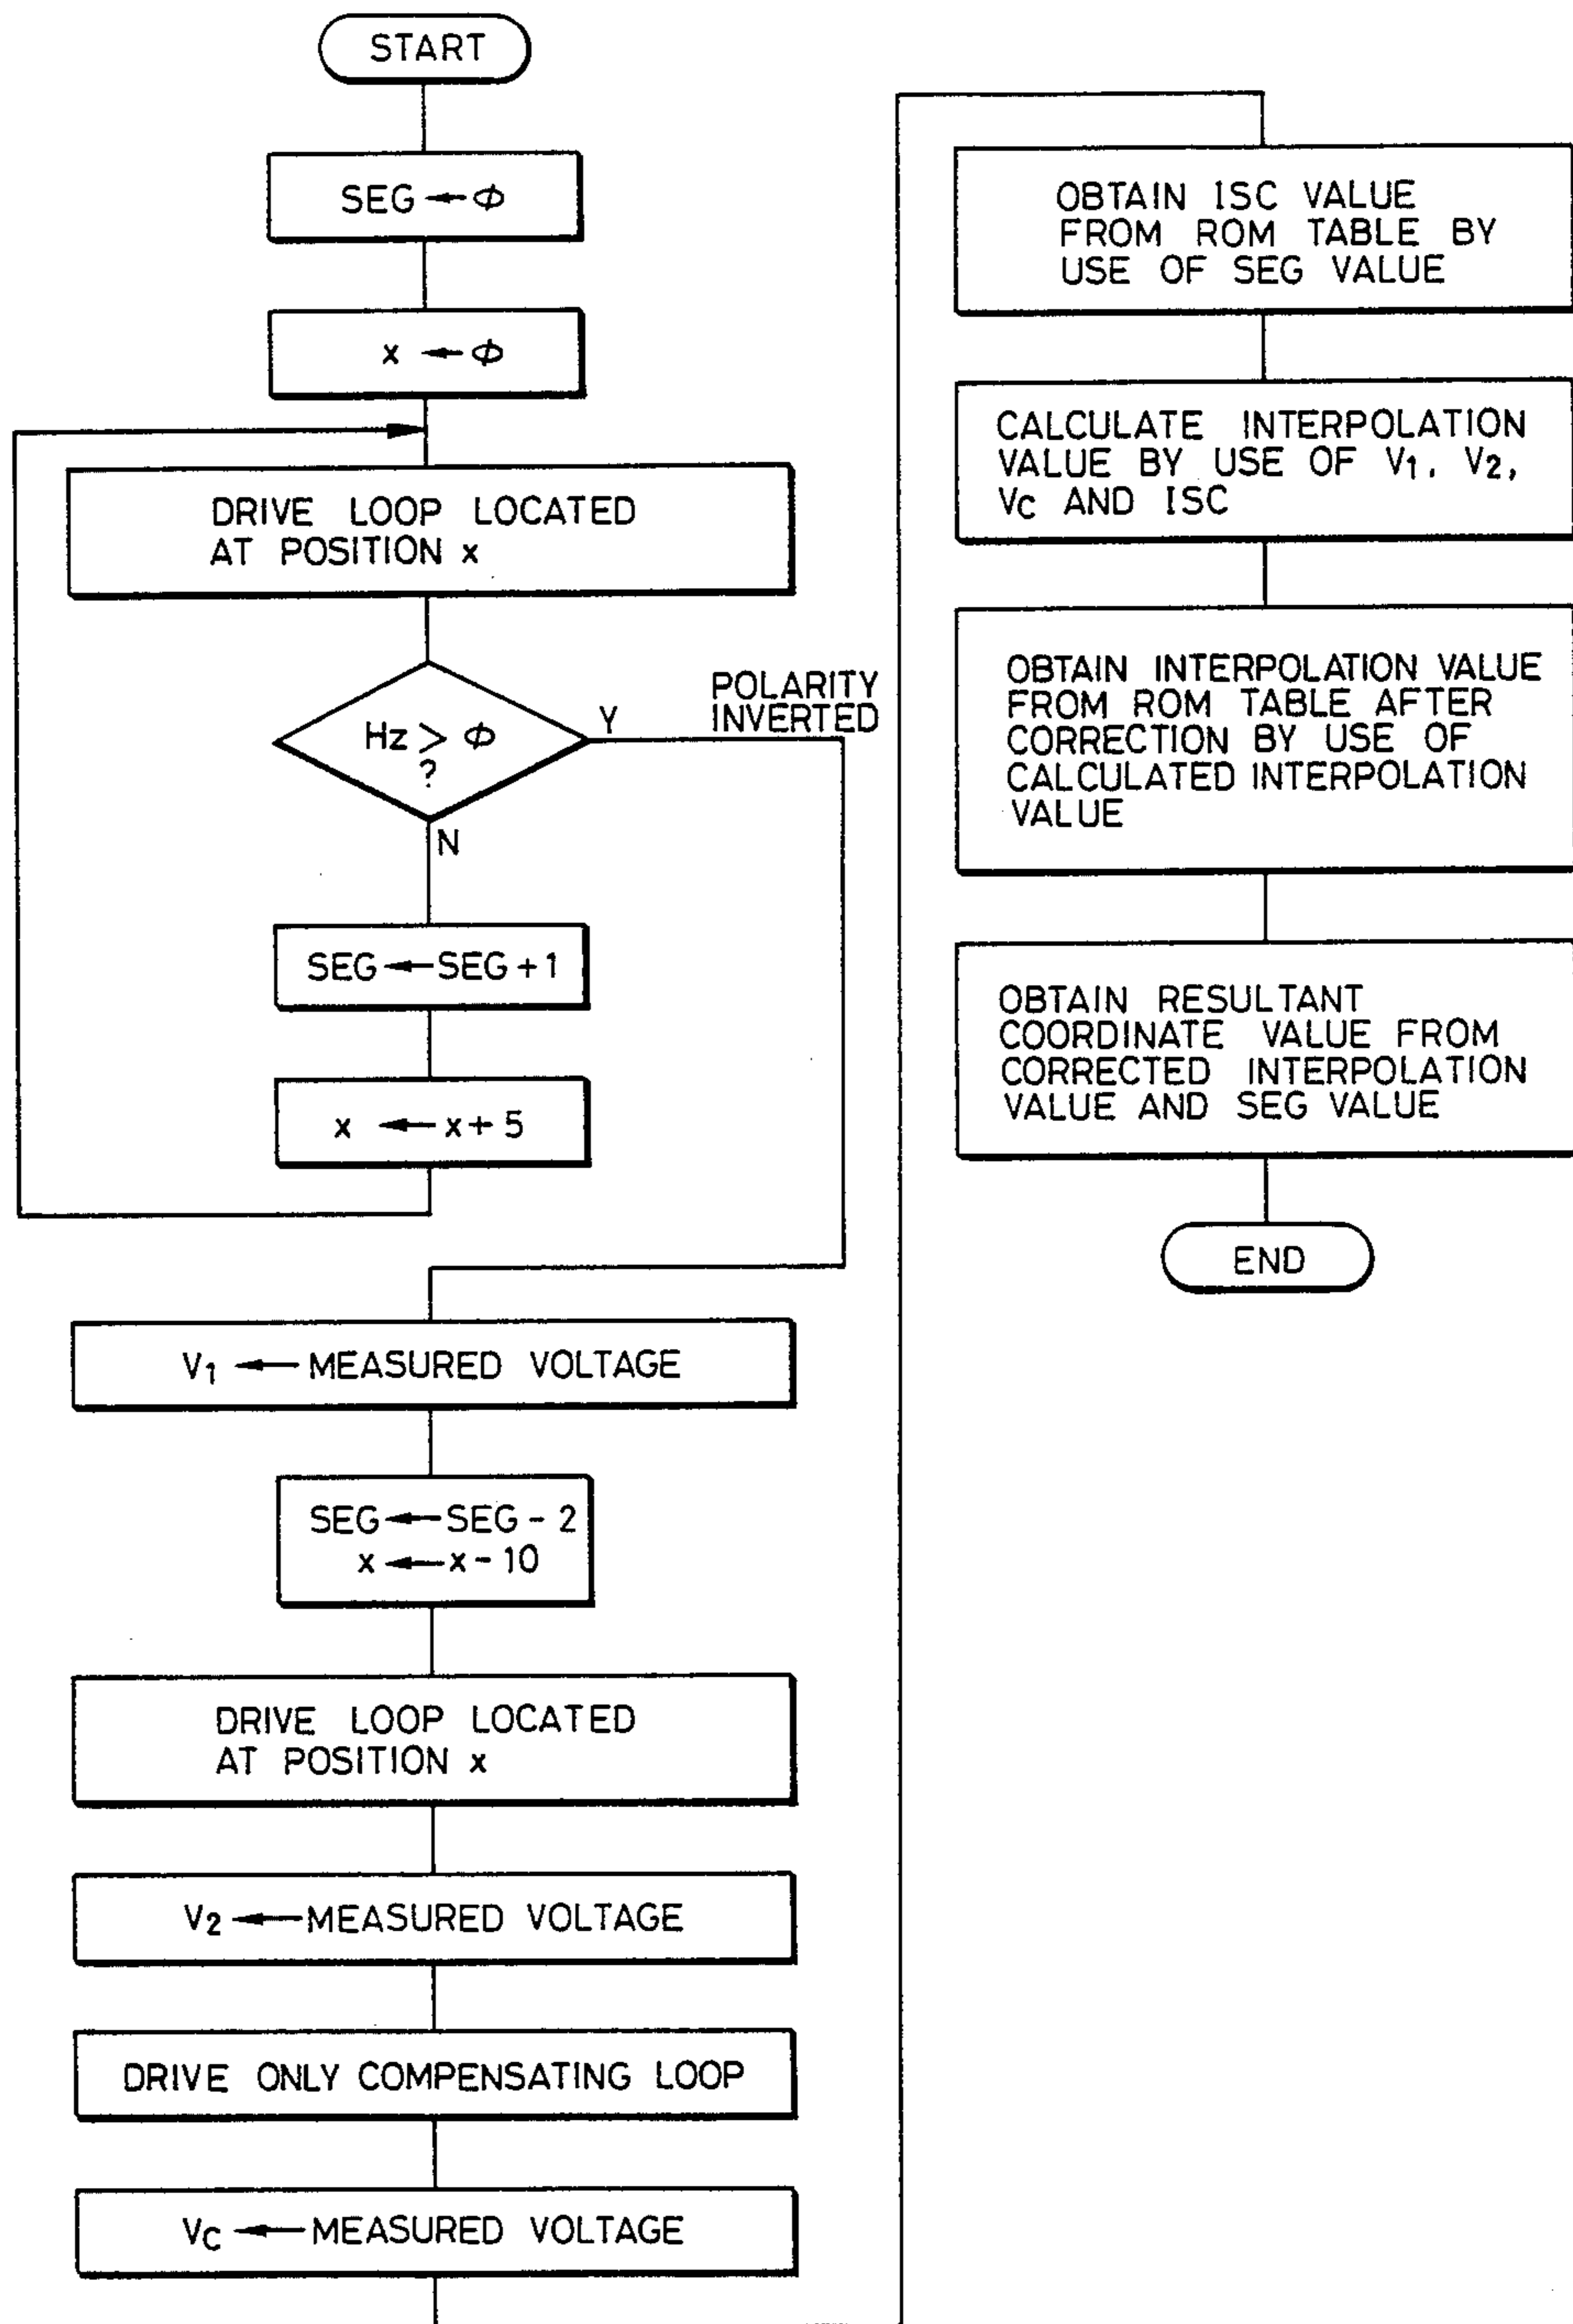 START
SEG ← ϕ
x ← ϕ
DRIVE LOOP LOCATED
AT POSITION x
Hz > ϕ
?
Y
POLARITY
INVERTED
N
SEG ← SEG + 1
x ← x + 5
V1 ← MEASURED VOLTAGE
SEG ← SEG - 2
x ← x - 10
DRIVE LOOP LOCATED
AT POSITION x
V2 ← MEASURED VOLTAGE
DRIVE ONLY COMPENSATING LOOP
VC ← MEASURED VOLTAGE
OBTAIN ISC VALUE
FROM ROM TABLE BY
USE OF SEG VALUE
CALCULATE INTERPOLATION
VALUE BY USE OF V1, V2,
VC AND ISC
OBTAIN INTERPOLATION VALUE
FROM ROM TABLE AFTER
CORRECTION BY USE OF
CALCULATED INTERPOLATION
VALUE
OBTAIN RESULTANT
COORDINATE VALUE FROM
CORRECTED INTERPOLATION
VALUE AND SEG VALUE
END